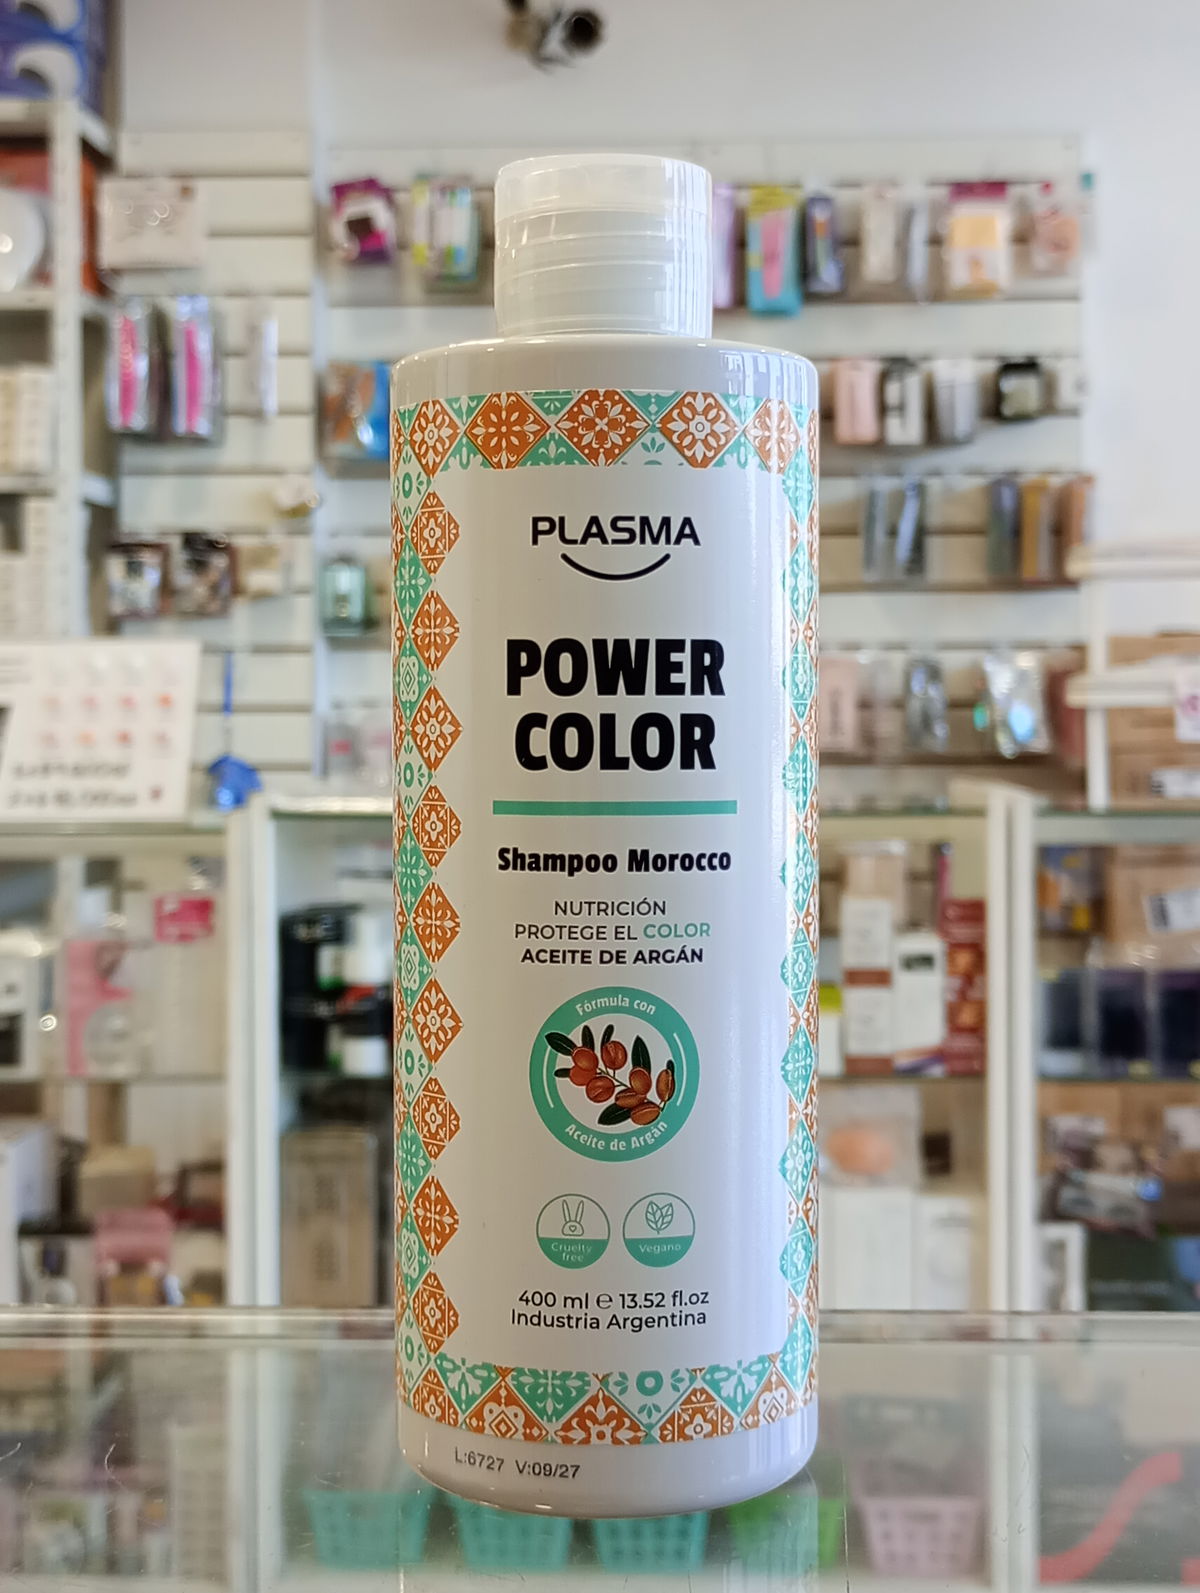 PLASMA
POWER
COLOR
Shampoo Morocco
NUTRICIÓN
PROTEGE EL COLOR
ACEITE DE ARGÁN
Fórmula con
Aceite de Argán
Cruelty
free
Vegano
400 ml ℮ 13.52 fl.oz
Industria Argentina
L:6727 V:09/27